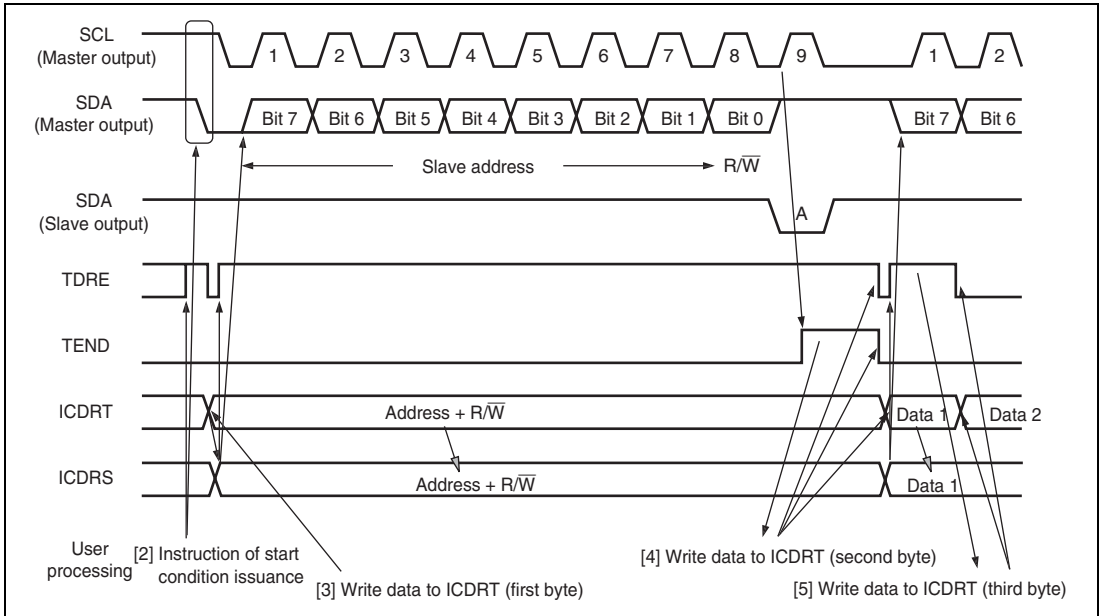 SCL
(Master output)
1 2 3 4 5 6 7 8 9 1 2
SDA
(Master output)
Bit 7 Bit 6 Bit 5 Bit 4 Bit 3 Bit 2 Bit 1 Bit 0 Bit 7 Bit 6
Slave address R/W̅
SDA
(Slave output)
A
TDRE
TEND
ICDRT
Address + R/W̅ Data 1 Data 2
ICDRS
Address + R/W̅ Data 1
User
processing
[2] Instruction of start
condition issuance
[3] Write data to ICDRT (first byte)
[4] Write data to ICDRT (second byte)
[5] Write data to ICDRT (third byte)